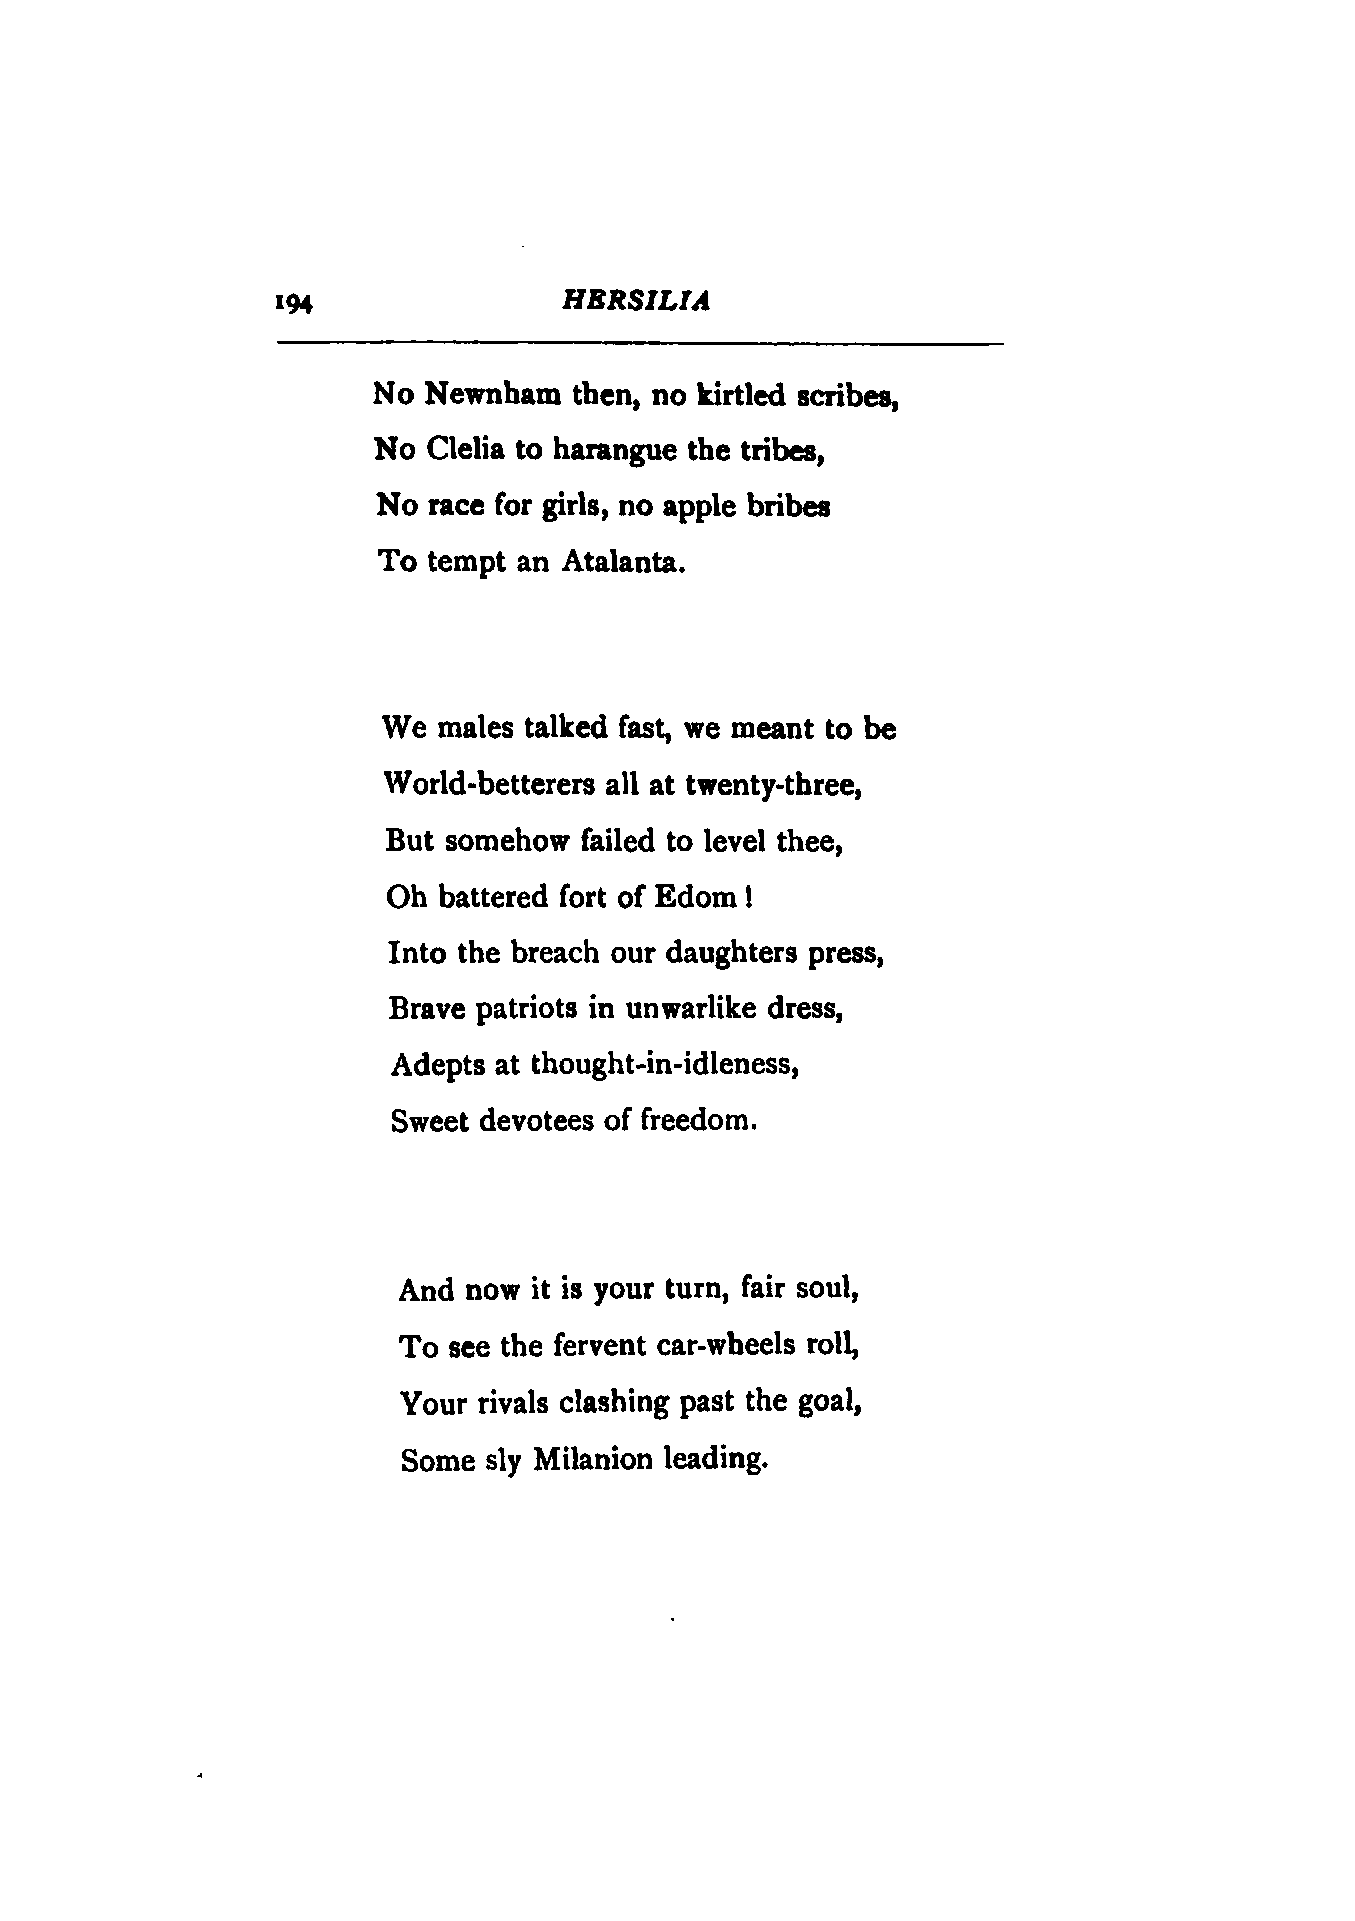 194 HERSILIA
No Newnham then, no kirtled scribes,
No Clelia to harangue the tribes,
No race for girls, no apple bribes
To tempt an Atalanta.
We males talked fast, we meant to be
World-betterers all at twenty-three,
But somehow failed to level thee,
Oh battered fort of Edom!
Into the breach our daughters press,
Brave patriots in unwarlike dress,
Adepts at thought-in-idleness,
Sweet devotees of freedom.
And now it is your turn, fair soul,
To see the fervent car-wheels roll,
Your rivals clashing past the goal,
Some sly Milanion leading.